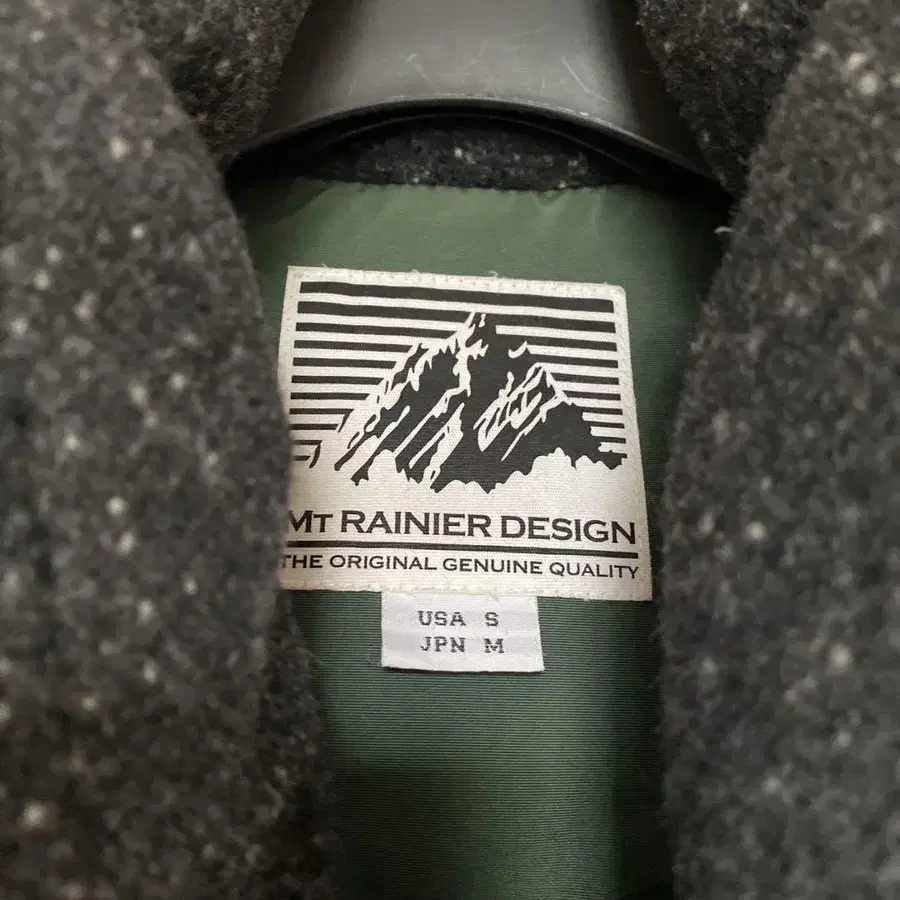 MT RAINIER DESIGN
THE ORIGINAL GENUINE QUALITY
USA S
JPN M